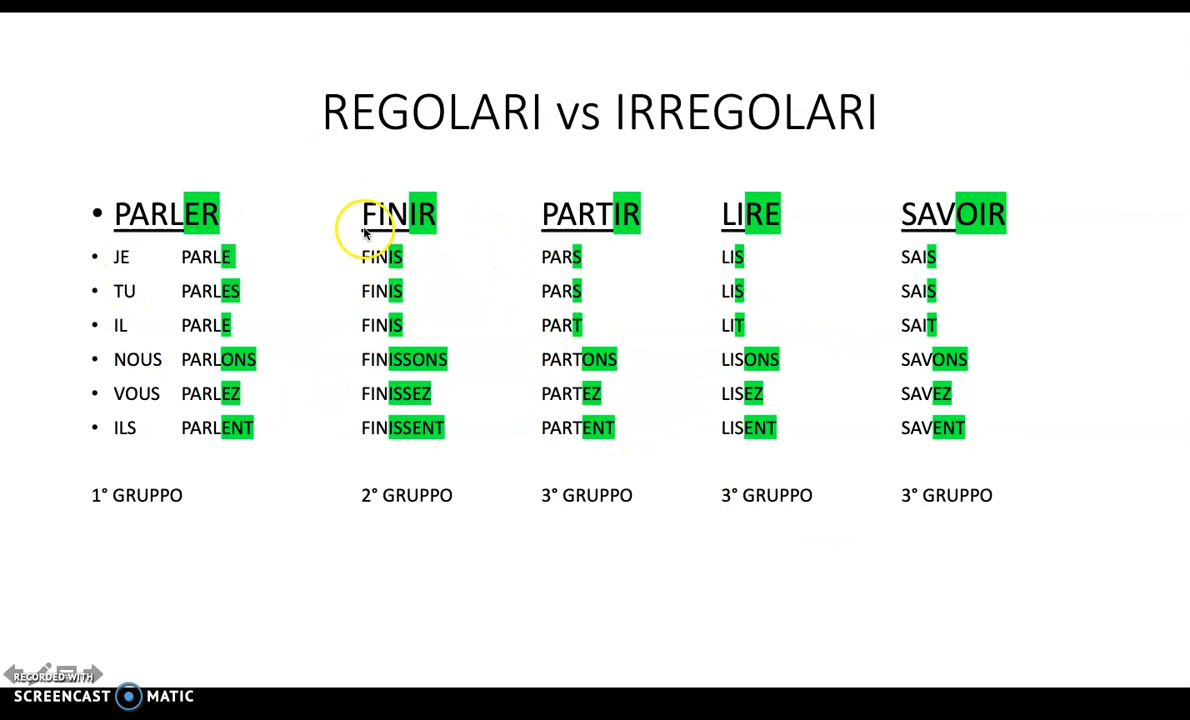 REGOLARI vs IRREGOLARI
• PARLER FINIR PARTIR LIRE SAVOIR
• JE PARLE FINIS PARS LIS SAIS
• TU PARLES FINIS PARS LIS SAIS
• IL PARLE FINIS PART LIT SAIT
• NOUS PARLONS FINISSONS PARTONS LISONS SAVONS
• VOUS PARLEZ FINISSEZ PARTEZ LISEZ SAVEZ
• ILS PARLENT FINISSENT PARTENT LISENT SAVENT
1° GRUPPO 2° GRUPPO 3° GRUPPO 3° GRUPPO 3° GRUPPO
RECORDED WITH
SCREENCAST MATIC